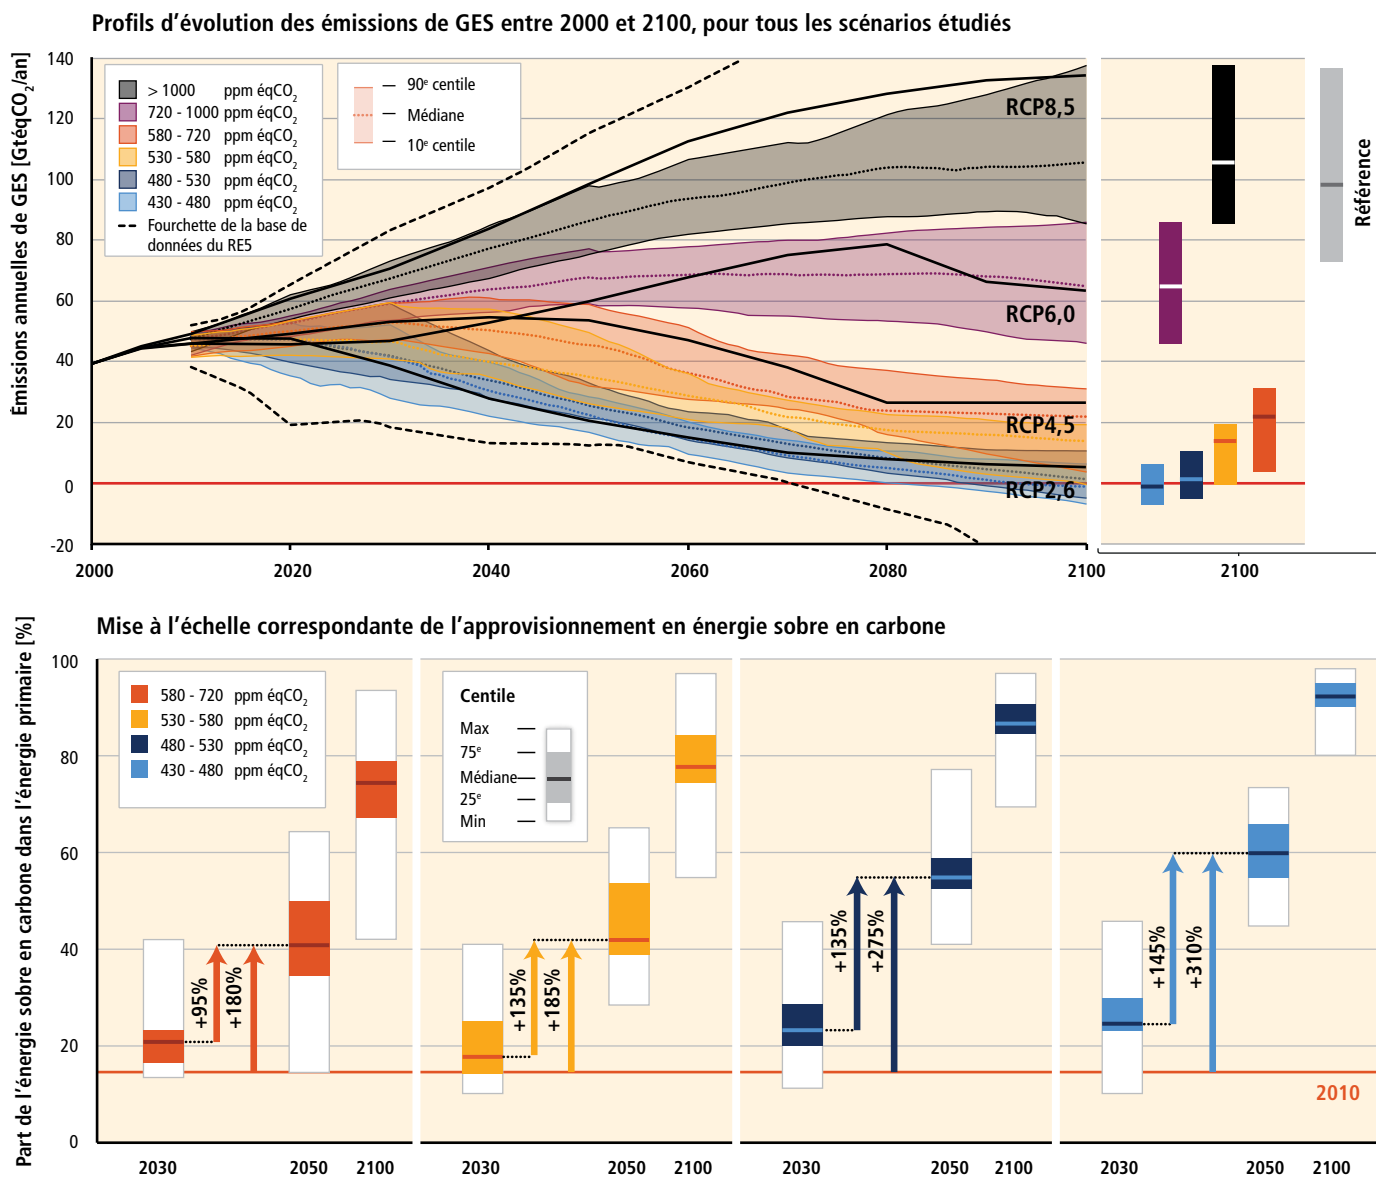 Profils d'évolution des émissions de GES entre 2000 et 2100, pour tous les scénarios étudiés
Émissions annuelles de GES [GtéqCO2/an]
140
120
100
80
60
40
20
0
-20
> 1000 ppm éqCO2
720 - 1000 ppm éqCO2
580 - 720 ppm éqCO2
530 - 580 ppm éqCO2
480 - 530 ppm éqCO2
430 - 480 ppm éqCO2
Fourchette de la base de
données du RE5
90e centile
Médiane
10e centile
RCP8,5
RCP6,0
RCP4,5
RCP2,6
Référence
2000
2020
2040
2060
2080
2100
2100
Mise à l'échelle correspondante de l'approvisionnement en énergie sobre en carbone
Part de l'énergie sobre en carbone dans l'énergie primaire [%]
100
80
60
40
20
0
580 - 720 ppm éqCO2
530 - 580 ppm éqCO2
480 - 530 ppm éqCO2
430 - 480 ppm éqCO2
Centile
Max
75e
Médiane
25e
Min
+95%
+180%
+135%
+185%
+135%
+275%
+145%
+310%
2010
2030
2050
2100
2030
2050
2100
2030
2050
2100
2030
2050
2100